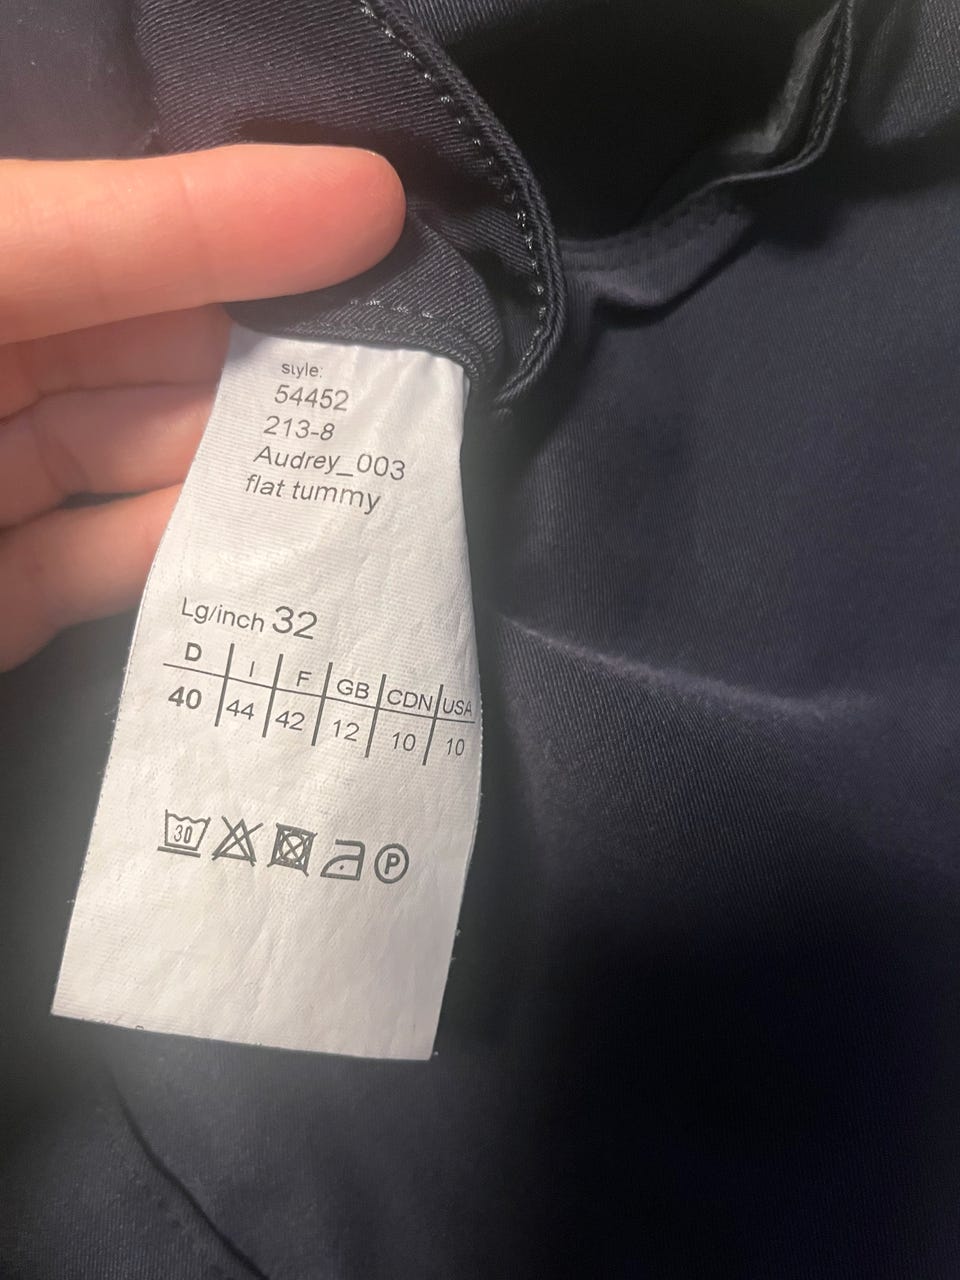 style:
54452
213-8
Audrey_003
flat tummy
Lg/inch 32
D I F GB CDN USA
40 44 42 12 10 10
30 P